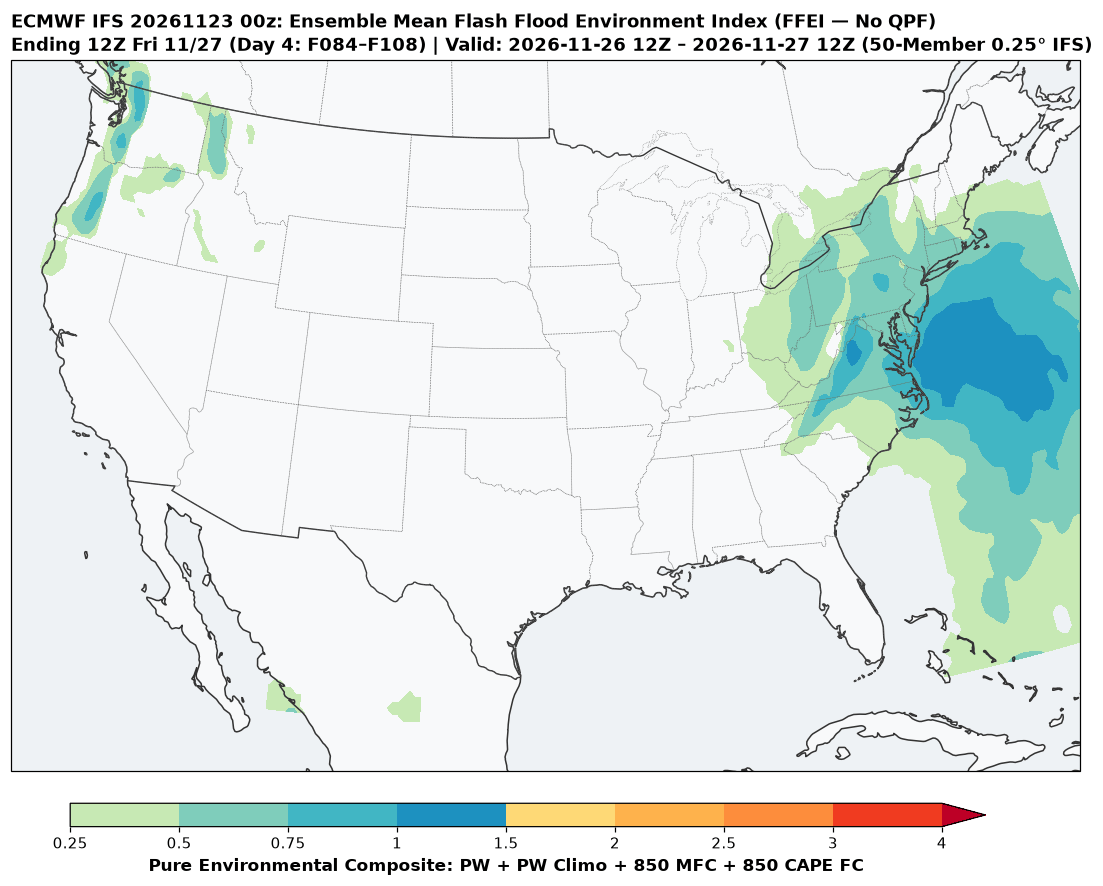 ECMWF IFS 20261123 00z: Ensemble Mean Flash Flood Environment Index (FFEI — No QPF)
Ending 12Z Fri 11/27 (Day 4: F084–F108) | Valid: 2026-11-26 12Z – 2026-11-27 12Z (50-Member 0.25° IFS)
0.25 0.5 0.75 1 1.5 2 2.5 3 4
Pure Environmental Composite: PW + PW Climo + 850 MFC + 850 CAPE FC